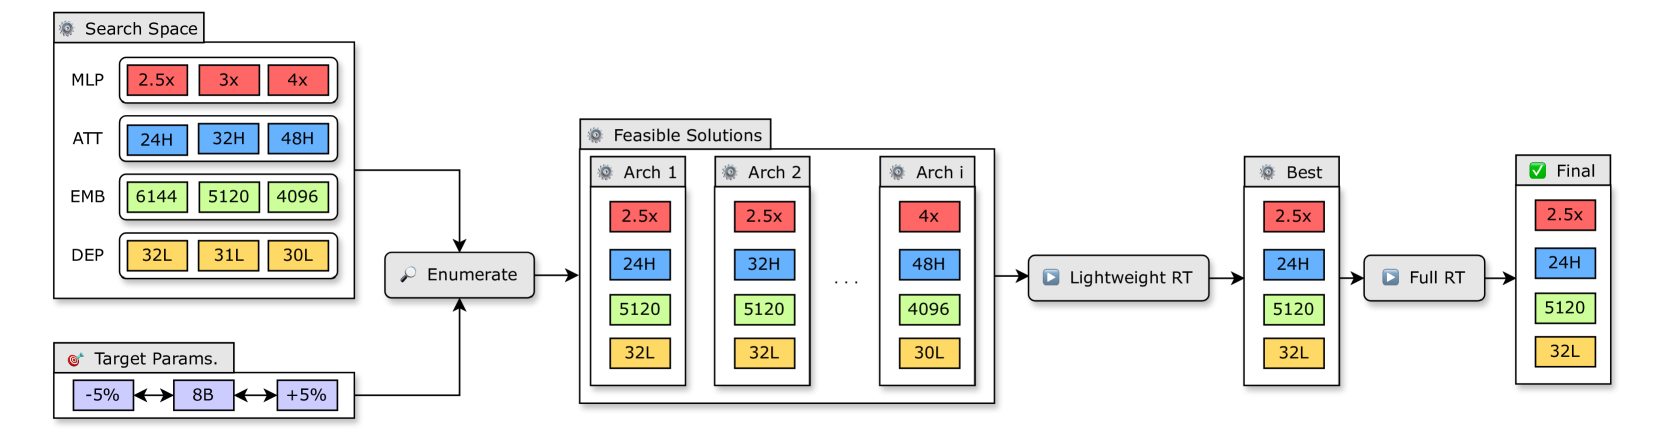 Search Space
MLP 2.5x 3x 4x
ATT 24H 32H 48H
EMB 6144 5120 4096
DEP 32L 31L 30L
Target Params.
-5% 8B +5%
Enumerate
Feasible Solutions
Arch 1
2.5x
24H
5120
32L
Arch 2
2.5x
32H
5120
32L
. . .
Arch i
4x
48H
4096
30L
Lightweight RT
Best
2.5x
24H
5120
32L
Full RT
Final
2.5x
24H
5120
32L